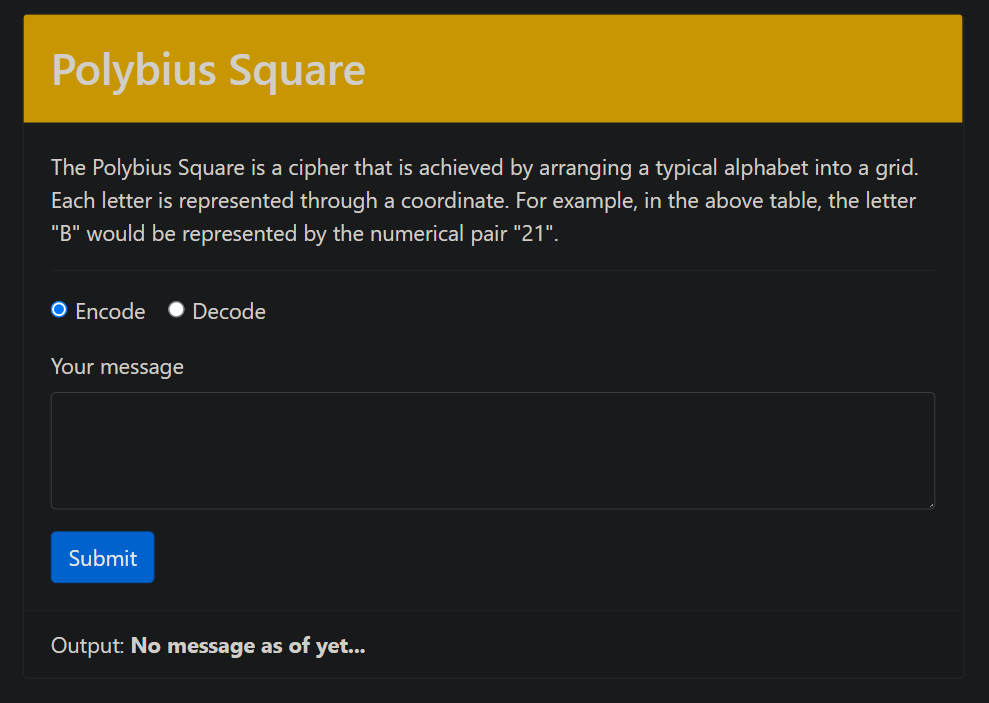 Polybius Square
The Polybius Square is a cipher that is achieved by arranging a typical alphabet into a grid.
Each letter is represented through a coordinate. For example, in the above table, the letter
"B" would be represented by the numerical pair "21".
Encode Decode
Your message
Submit
Output: No message as of yet...